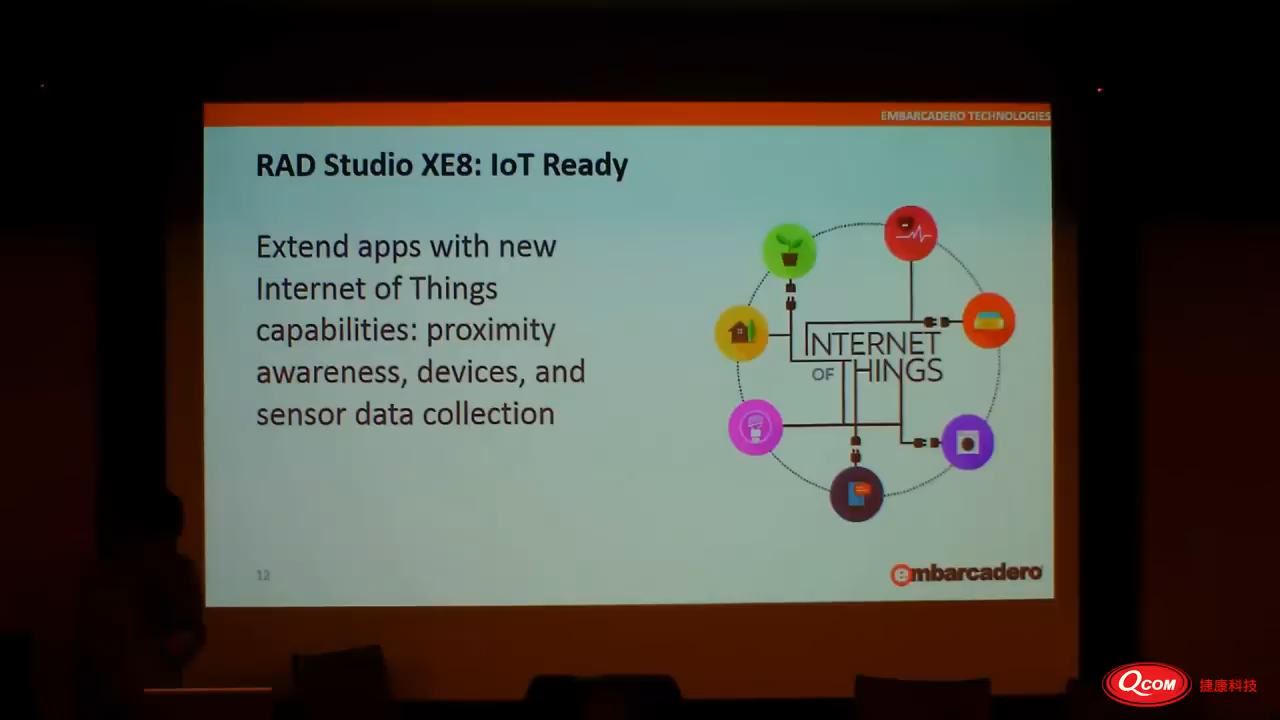 EMBARCADERO TECHNOLOGIES
RAD Studio XE8: IoT Ready
Extend apps with new
Internet of Things
capabilities: proximity
awareness, devices, and
sensor data collection
INTERNET
OF THINGS
12
embarcadero
QCOM 捷康科技